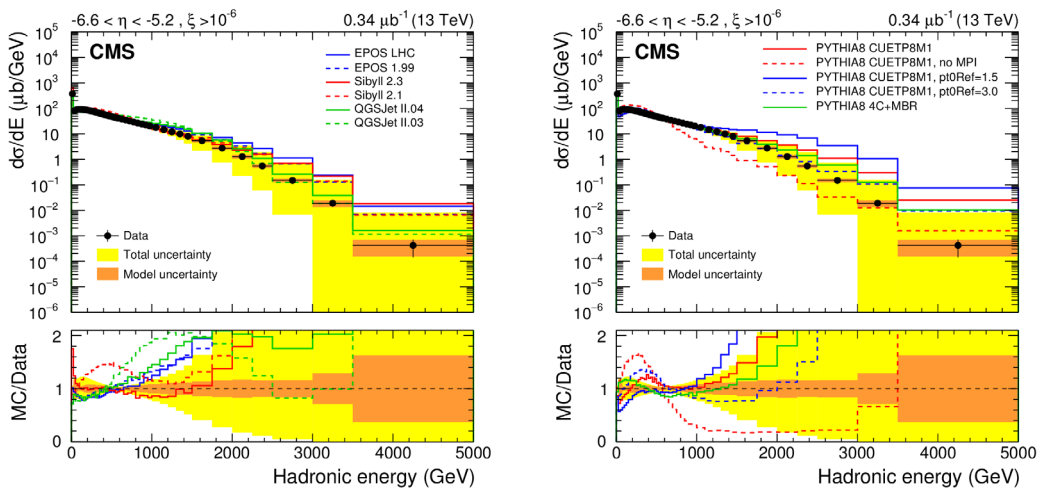 -6.6 < η < -5.2 , ξ >10⁻⁶ 0.34 μb⁻¹ (13 TeV)
CMS
EPOS LHC
EPOS 1.99
Sibyll 2.3
Sibyll 2.1
QGSJet II.04
QGSJet II.03
dσ/dE (μb/GeV)
10⁵
10⁴
10³
10²
10
1
10⁻¹
10⁻²
10⁻³
10⁻⁴
10⁻⁵
10⁻⁶
Data
Total uncertainty
Model uncertainty
MC/Data
2
1
0
0 1000 2000 3000 4000 5000
Hadronic energy (GeV)
-6.6 < η < -5.2 , ξ >10⁻⁶ 0.34 μb⁻¹ (13 TeV)
CMS
PYTHIA8 CUETP8M1
PYTHIA8 CUETP8M1, no MPI
PYTHIA8 CUETP8M1, pt0Ref=1.5
PYTHIA8 CUETP8M1, pt0Ref=3.0
PYTHIA8 4C+MBR
dσ/dE (μb/GeV)
10⁵
10⁴
10³
10²
10
1
10⁻¹
10⁻²
10⁻³
10⁻⁴
10⁻⁵
10⁻⁶
Data
Total uncertainty
Model uncertainty
MC/Data
2
1
0
0 1000 2000 3000 4000 5000
Hadronic energy (GeV)